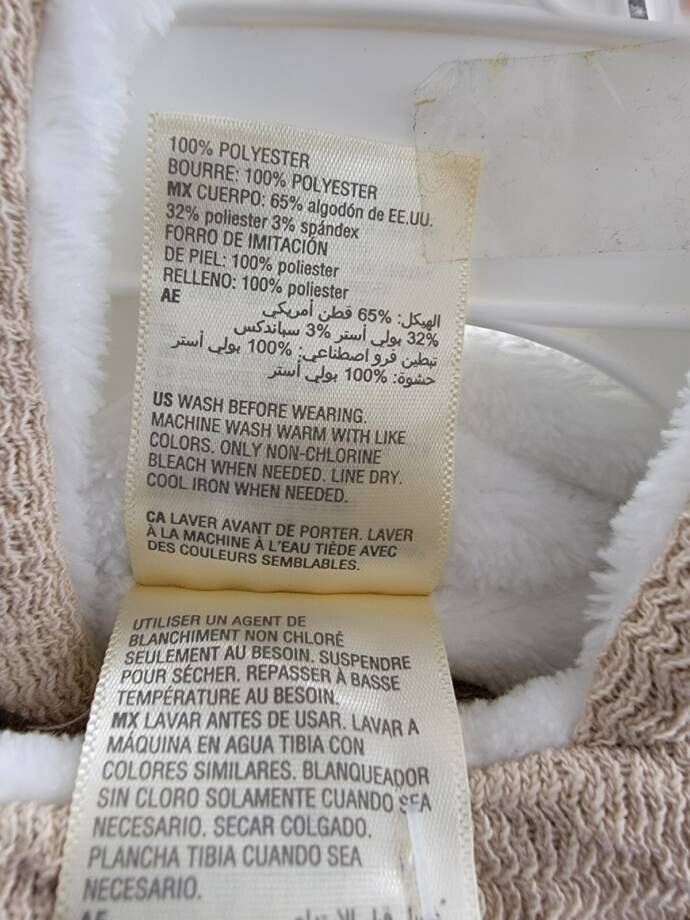 100% POLYESTER
BOURRE: 100% POLYESTER
MX CUERPO: 65% algodón de EE.UU.
32% poliester 3% spándex
FORRO DE IMITACIÓN
DE PIEL: 100% poliester
RELLENO: 100% poliester
AE
الهيكل: 65% قطن أمريكي
32% بولي أستر 3% سباندكس
تبطين فرو اصطناعي: 100% بولي أستر
حشوة: 100% بولي أستر
US WASH BEFORE WEARING.
MACHINE WASH WARM WITH LIKE
COLORS. ONLY NON-CHLORINE
BLEACH WHEN NEEDED. LINE DRY.
COOL IRON WHEN NEEDED.
CA LAVER AVANT DE PORTER. LAVER
À LA MACHINE À L'EAU TIÈDE AVEC
DES COULEURS SEMBLABLES.
UTILISER UN AGENT DE
BLANCHIMENT NON CHLORÉ
SEULEMENT AU BESOIN. SUSPENDRE
POUR SÉCHER. REPASSER À BASSE
TEMPÉRATURE AU BESOIN.
MX LAVAR ANTES DE USAR. LAVAR A
MÁQUINA EN AGUA TIBIA CON
COLORES SIMILARES. BLANQUEADOR
SIN CLORO SOLAMENTE CUANDO SEA
NECESARIO. SECAR COLGADO.
PLANCHA TIBIA CUANDO SEA
NECESARIO.
AE